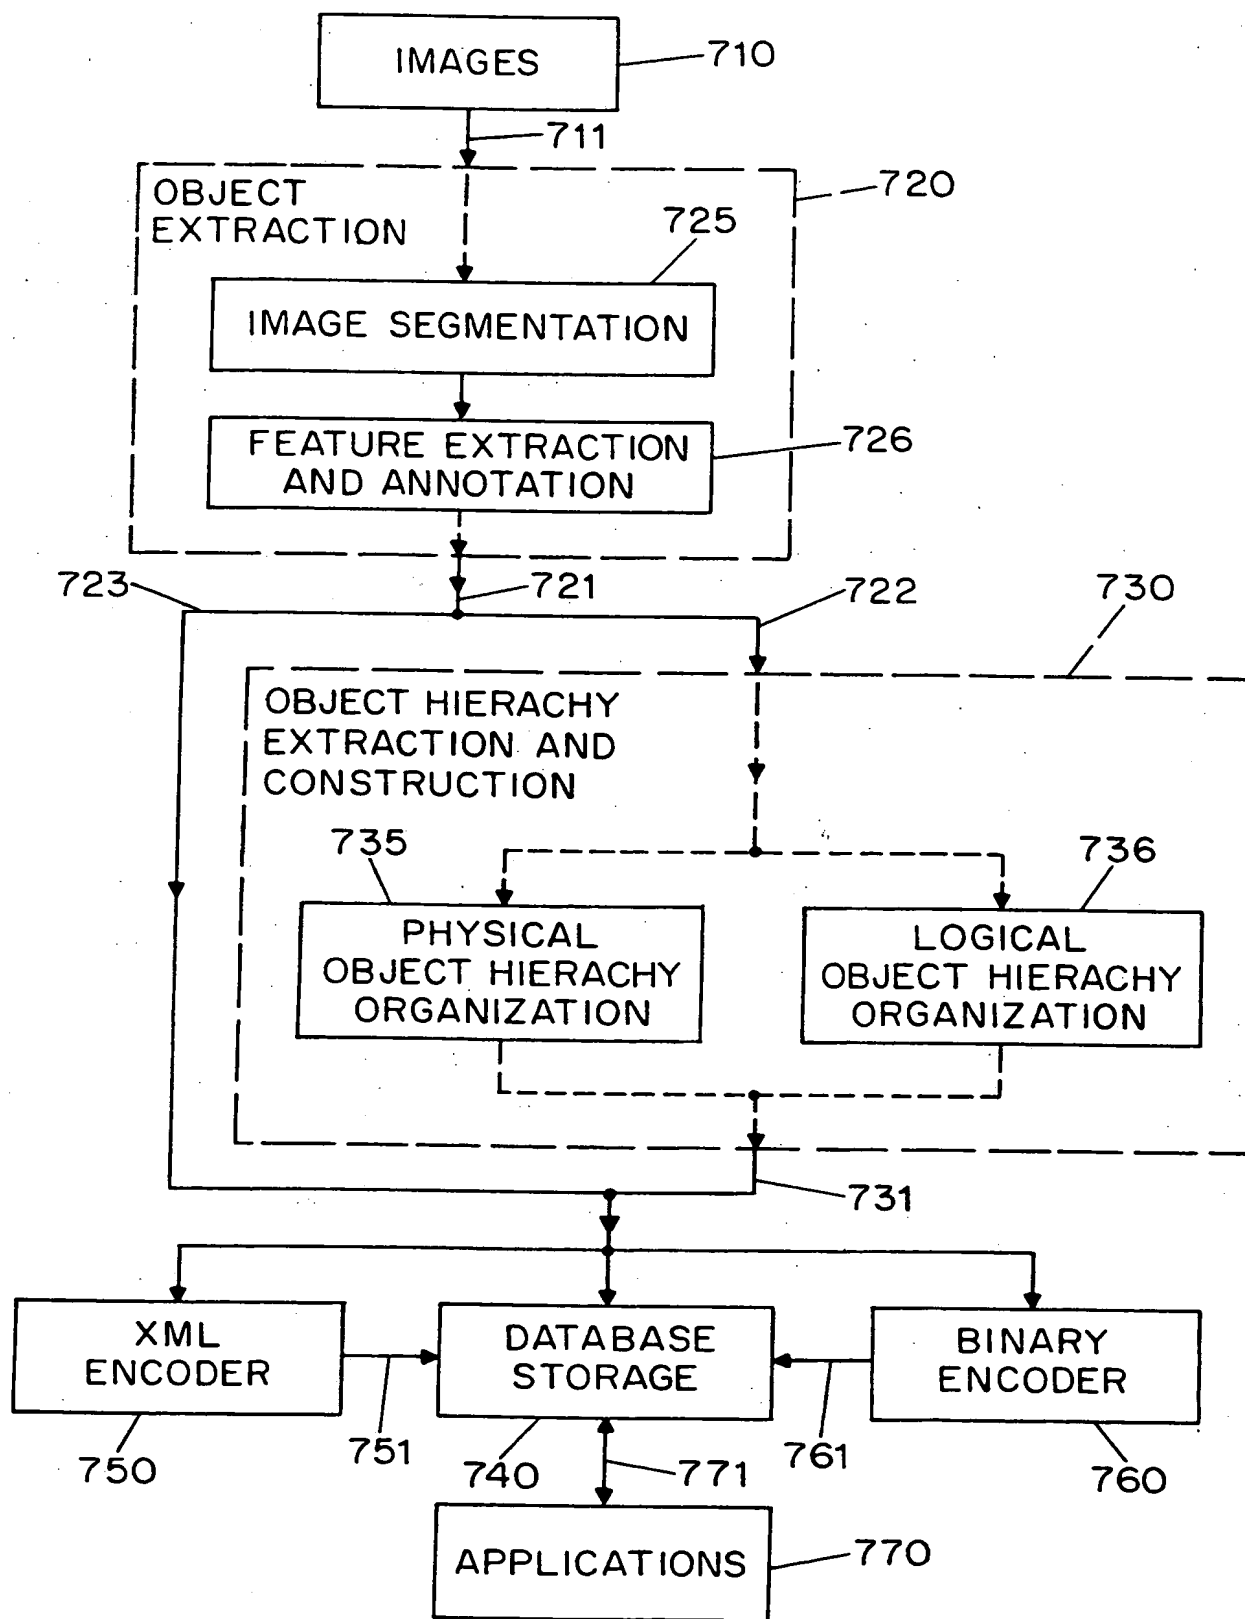 IMAGES
710
711
OBJECT
EXTRACTION
720
725
IMAGE SEGMENTATION
FEATURE EXTRACTION
AND ANNOTATION
726
723
721
722
730
OBJECT HIERACHY
EXTRACTION AND
CONSTRUCTION
735
736
PHYSICAL
OBJECT HIERACHY
ORGANIZATION
LOGICAL
OBJECT HIERACHY
ORGANIZATION
731
XML
ENCODER
DATABASE
STORAGE
BINARY
ENCODER
750
751
740
771
761
760
APPLICATIONS
770